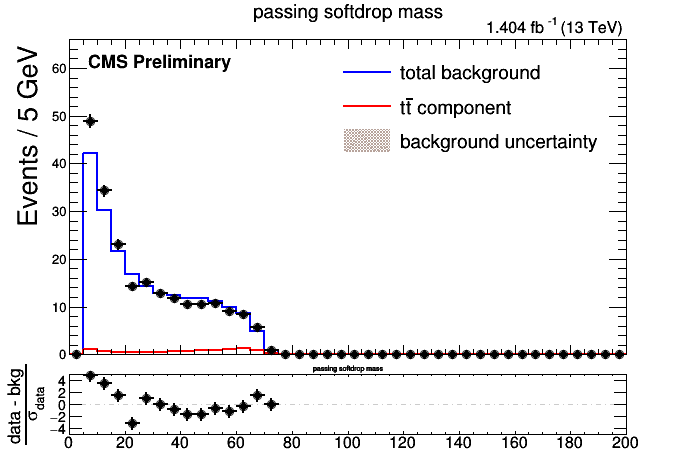 passing softdrop mass
1.404 fb⁻¹ (13 TeV)
CMS Preliminary
total background
tt̄ component
background uncertainty
Events / 5 GeV
60
50
40
30
20
10
0
passing softdrop mass
data - bkg
σdata
4
2
0
−2
−4
0 20 40 60 80 100 120 140 160 180 200